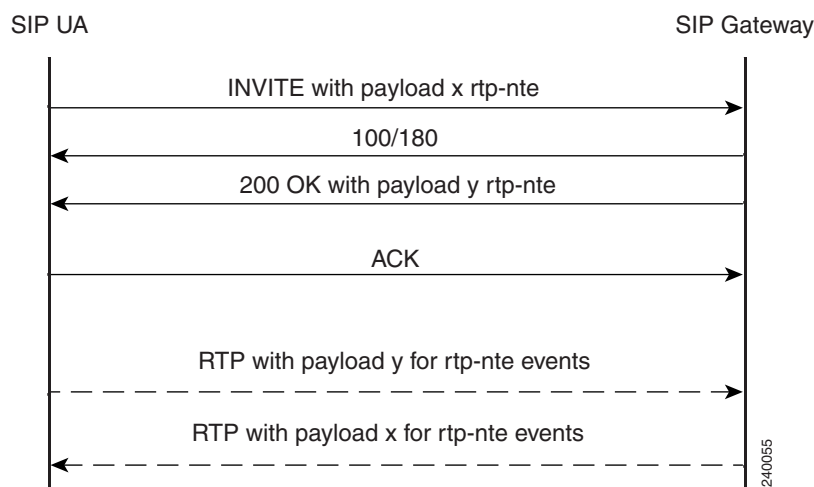 SIP UA
SIP Gateway
INVITE with payload x rtp-nte
100/180
200 OK with payload y rtp-nte
ACK
RTP with payload y for rtp-nte events
RTP with payload x for rtp-nte events
240055